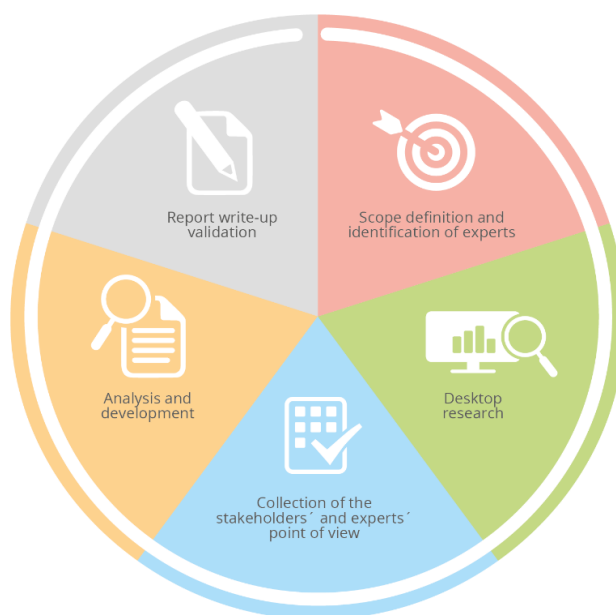 Report write-up
validation
Scope definition and
identification of experts
Analysis and
development
Desktop
research
Collection of the
stakeholders´ and experts´
point of view